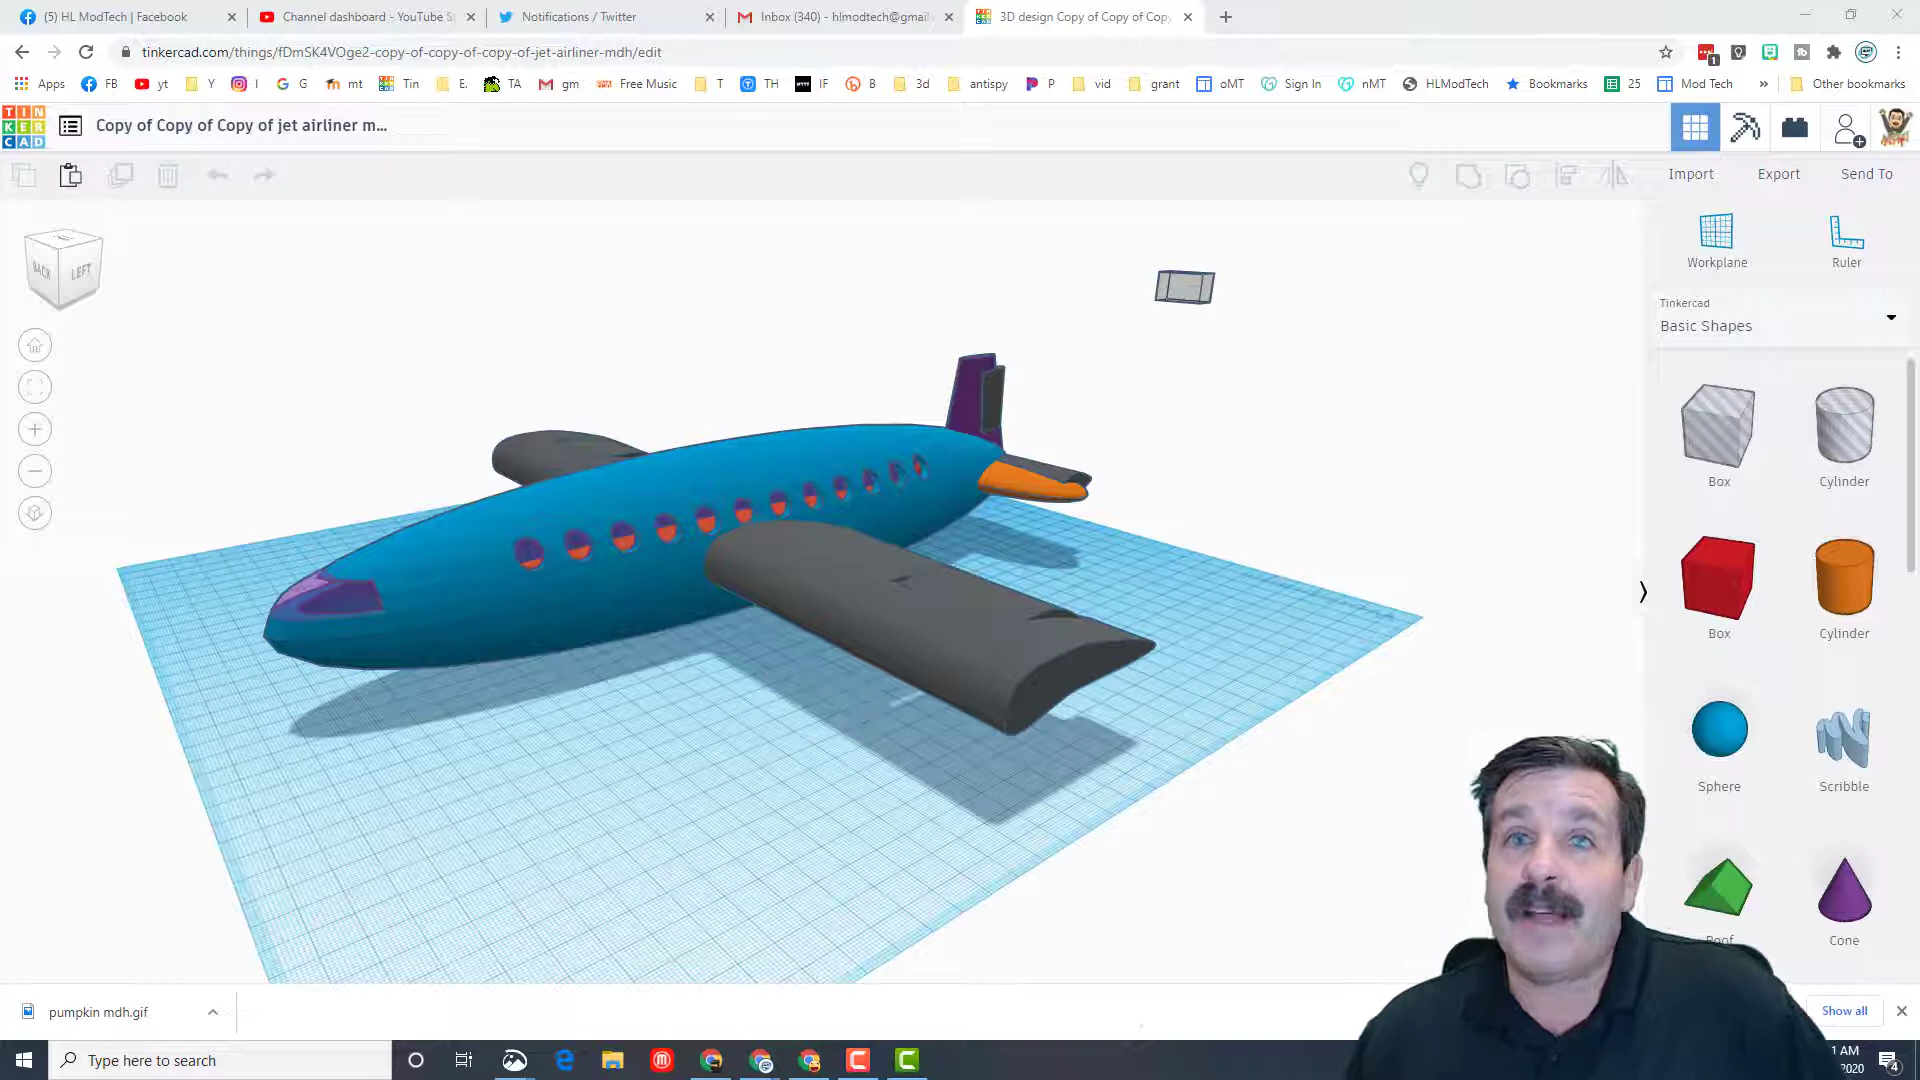 (5) HL ModTech | Facebook
Channel dashboard - YouTube S
Notifications / Twitter
Inbox (340) - hlmodtech@gmail
3D design Copy of Copy of Copy
tinkercad.com/things/fDmSK4VOge2-copy-of-copy-of-copy-of-jet-airliner-mdh/edit
1
Apps FB yt Y I G mt Tin E. TA gm Free Music T TH IF B 3d antispy P vid grant oMT Sign In nMT HLModTech Bookmarks 25 Mod Tech » Other bookmarks
TIN
KER
CAD
Copy of Copy of Copy of jet airliner m...
Import Export Send To
BACK LEFT
Workplane Ruler
Tinkercad
Basic Shapes
Box Cylinder
Box Cylinder
Sphere Scribble
Roof Cone
pumpkin mdh.gif
Show all
Type here to search
1 AM
2020
4